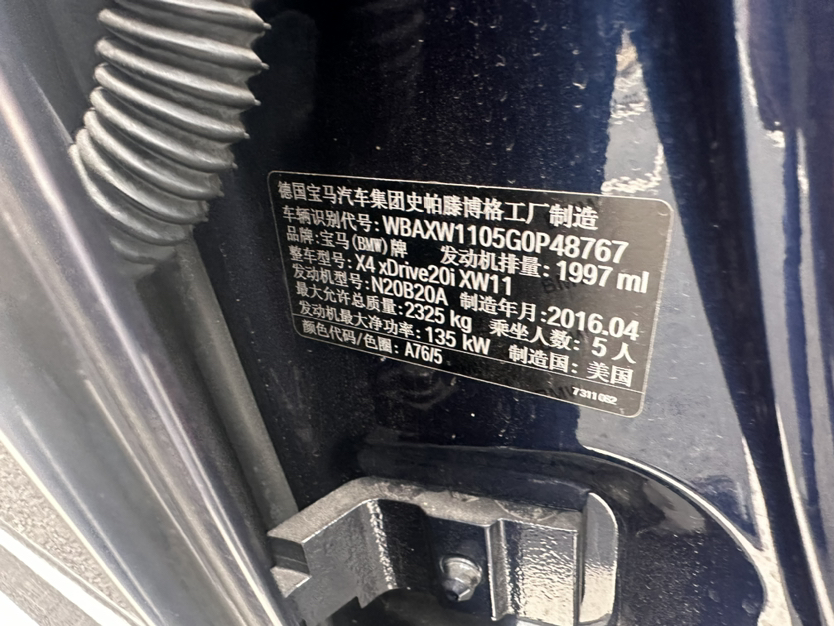 德国宝马汽车集团史帕滕博格工厂制造
车辆识别代号: WBAXW1105G0P48767
品牌: 宝马(BMW)牌 发动机排量: 1997 ml
整车型号: X4 xDrive20i XW11
发动机型号: N20B20A 制造年月: 2016.04
最大允许总质量: 2325 kg 乘坐人数: 5 人
发动机最大净功率: 135 kW 制造国: 美国
颜色代码/色圈: A76/5
7311082